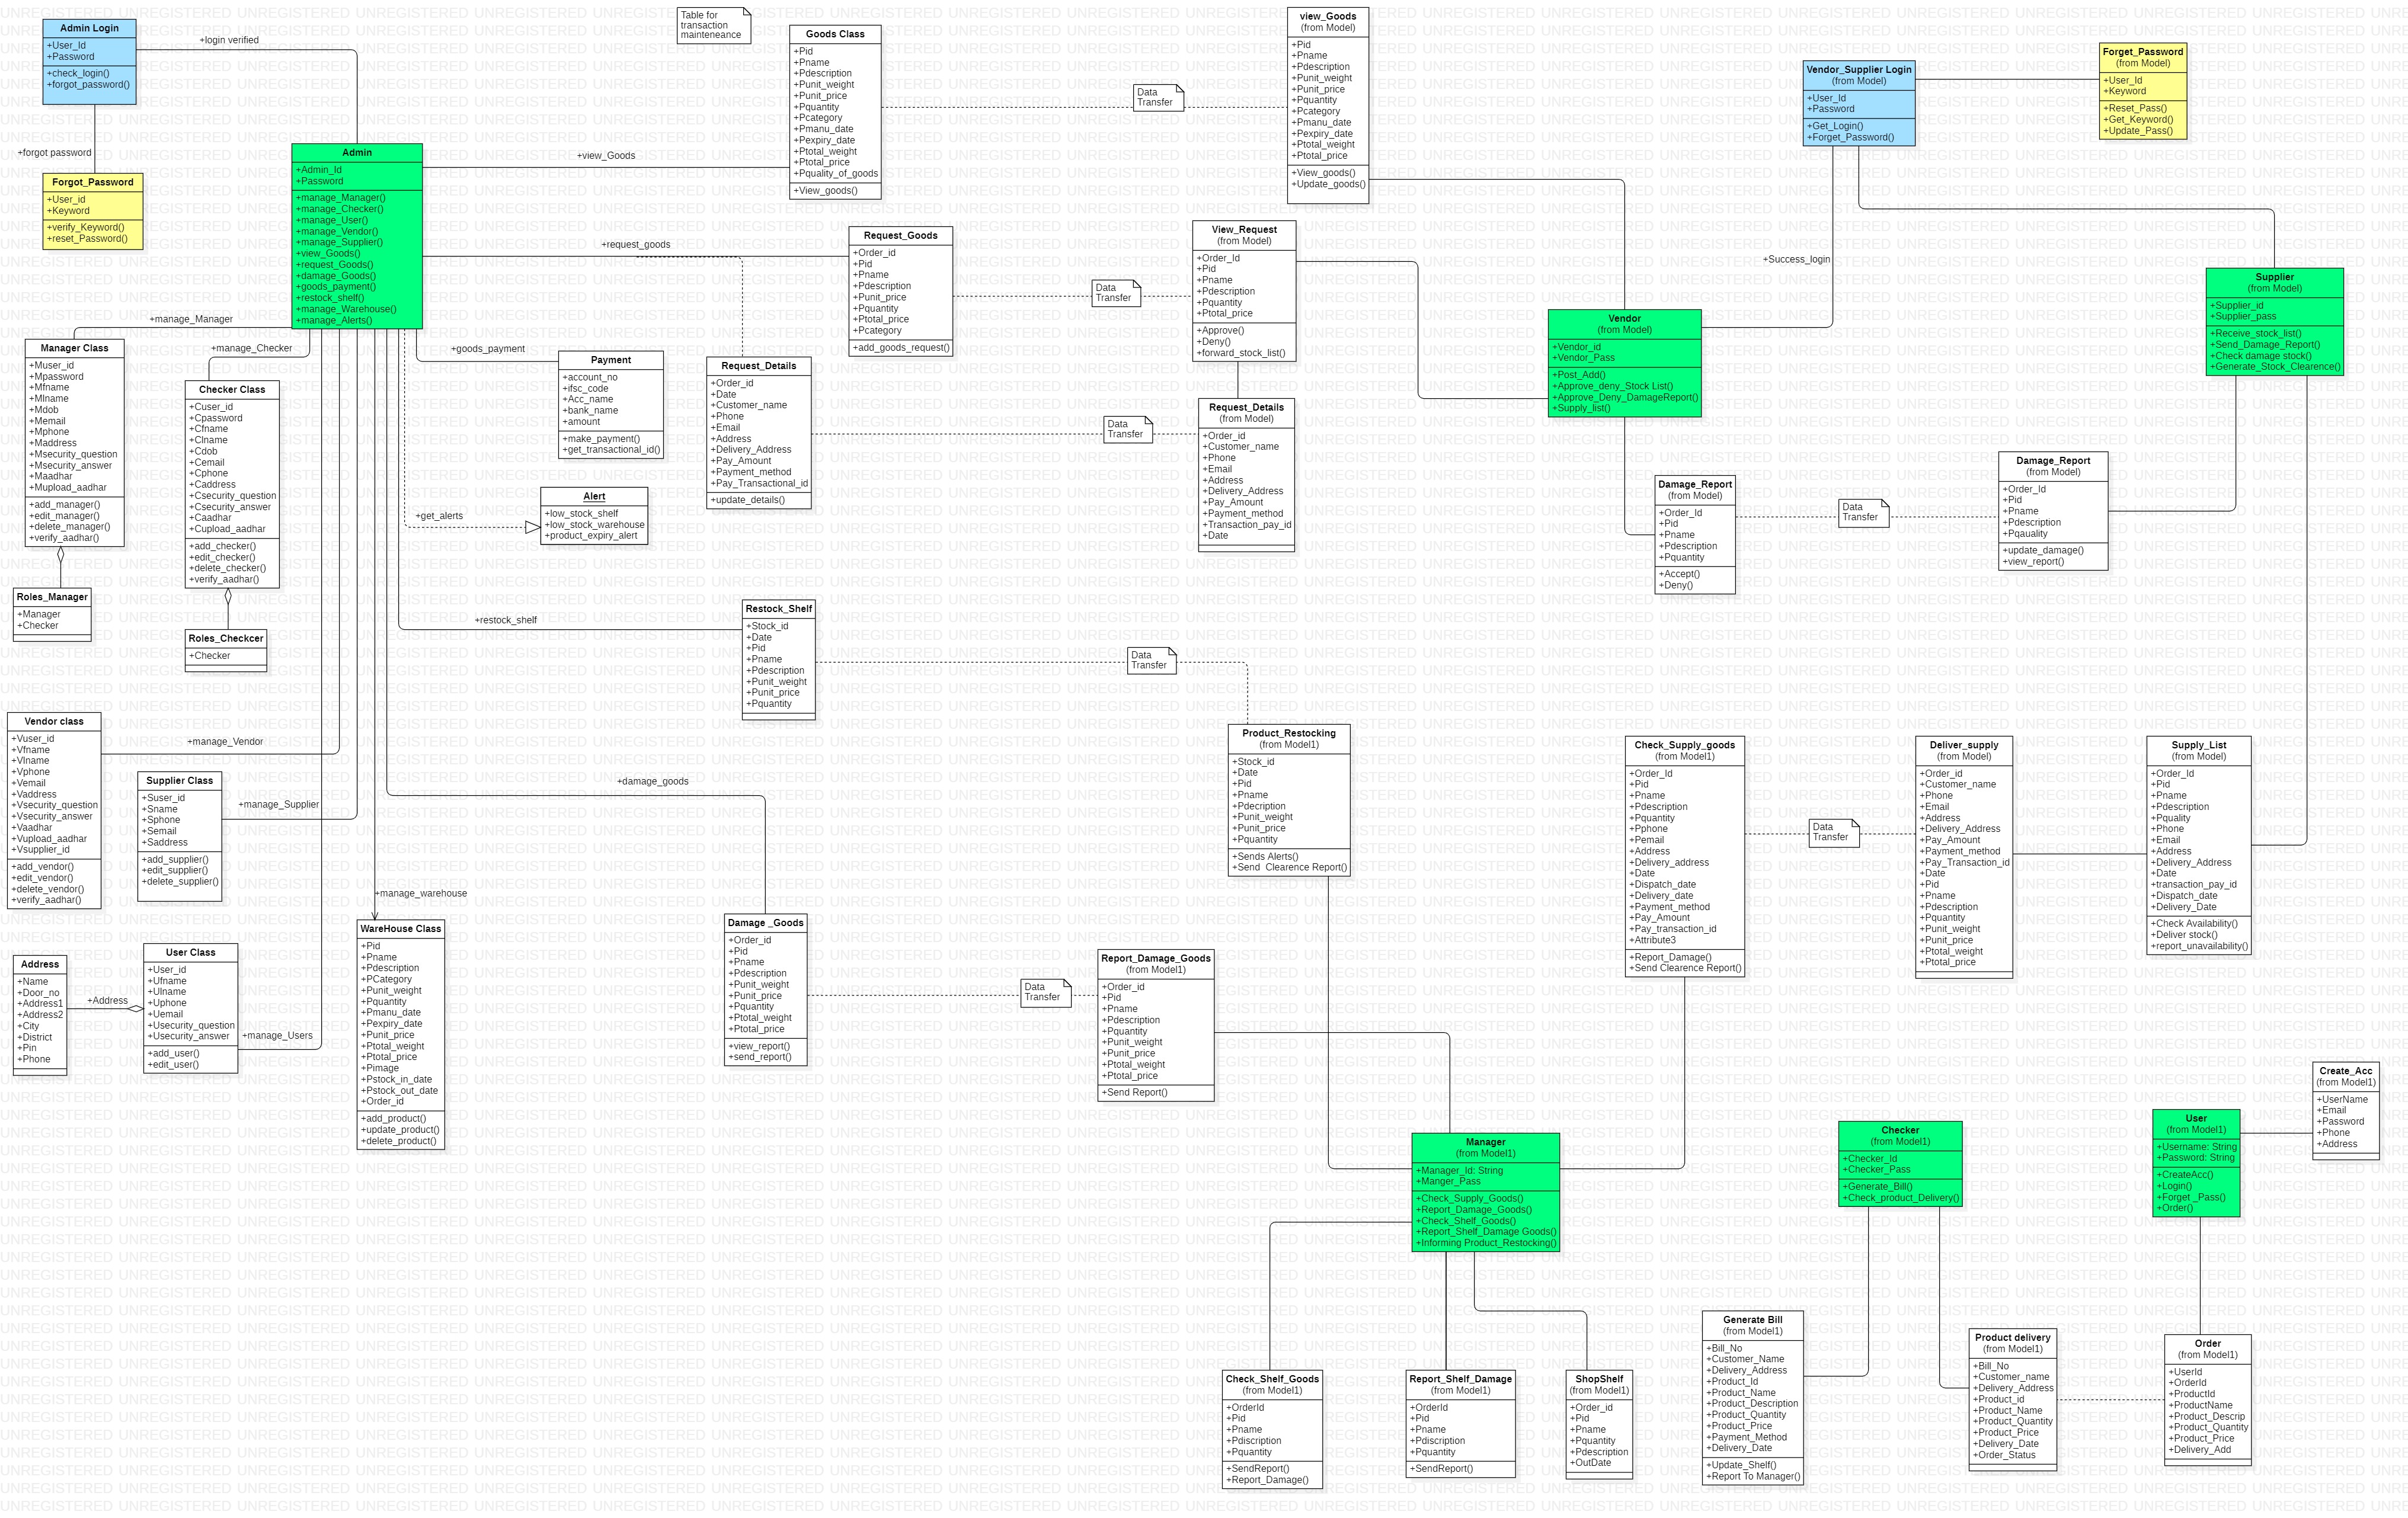 Admin Login
+User_Id
+Password
+check_login()
+forgot_password()
+login verified
+forgot password
Forgot_Password
+User_id
+Keyword
+verify_Keyword()
+reset_Password()
Admin
+Admin_Id
+Password
+manage_Manager()
+manage_Checker()
+manage_User()
+manage_Vendor()
+manage_Supplier()
+view_Goods()
+request_Goods()
+damage_Goods()
+goods_payment()
+restock_shelf()
+manage_Warehouse()
+manage_Alerts()
Table for
transaction
mainteneance
Goods Class
+Pid
+Pname
+Pdescription
+Punit_weight
+Punit_price
+Pquantity
+Pcategory
+Pmanu_date
+Pexpiry_date
+Ptotal_weight
+Ptotal_price
+Pquality_of_goods
+View_goods()
+view_Goods
Data
Transfer
view_Goods
(from Model)
+Pid
+Pname
+Pdescription
+Punit_weight
+Punit_price
+Pquantity
+Pcategory
+Pmanu_date
+Pexpiry_date
+Ptotal_weight
+Ptotal_price
+View_goods()
+Update_goods()
Vendor_Supplier Login
(from Model)
+User_Id
+Password
+Get_Login()
+Forget_Password()
Forget_Password
(from Model)
+User_Id
+Keyword
+Reset_Pass()
+Get_Keyword()
+Update_Pass()
+request_goods
Request_Goods
+Order_id
+Pid
+Pname
+Pdescription
+Punit_price
+Pquantity
+Ptotal_price
+Pcategory
+add_goods_request()
Data
Transfer
View_Request
(from Model)
+Order_Id
+Pid
+Pname
+Pdescription
+Pquantity
+Ptotal_price
+Approve()
+Deny()
+forward_stock_list()
+Success_login
Vendor
(from Model)
+Vendor_id
+Vendor_Pass
+Post_Add()
+Approve_deny_Stock List()
+Approve_Deny_DamageReport()
+Supply_list()
Supplier
(from Model)
+Supplier_id
+Supplier_pass
+Receive_stock_list()
+Send_Damage_Report()
+Check damage stock()
+Generate_Stock_Clearence()
+manage_Manager
Manager Class
+Muser_id
+Mpassword
+Mfname
+Mlname
+Mdob
+Memail
+Mphone
+Maddress
+Msecurity_question
+Msecurity_answer
+Maadhar
+Mupload_aadhar
+add_manager()
+edit_manager()
+delete_manager()
+verify_aadhar()
+manage_Checker
Checker Class
+Cuser_id
+Cpassword
+Cfname
+Clname
+Cdob
+Cemail
+Cphone
+Caddress
+Csecurity_question
+Csecurity_answer
+Caadhar
+Cupload_aadhar
+add_checker()
+edit_checker()
+delete_checker()
+verify_aadhar()
+goods_payment
Payment
+account_no
+ifsc_code
+Acc_name
+bank_name
+amount
+make_payment()
+get_transactional_id()
Request_Details
+Order_id
+Date
+Customer_name
+Phone
+Email
+Address
+Delivery_Address
+Pay_Amount
+Payment_method
+Pay_Transactional_id
+update_details()
Data
Transfer
Request_Details
(from Model)
+Order_id
+Customer_name
+Phone
+Email
+Address
+Delivery_Address
+Pay_Amount
+Payment_method
+Transaction_pay_id
+Date
+get_alerts
Alert
+low_stock_shelf
+low_stock_warehouse
+product_expiry_alert
Damage_Report
(from Model)
+Order_Id
+Pid
+Pname
+Pdescription
+Pquantity
+Accept()
+Deny()
Data
Transfer
Damage_Report
(from Model)
+Order_Id
+Pid
+Pname
+Pdescription
+Pqauality
+update_damage()
+view_report()
Roles_Manager
+Manager
+Checker
Roles_Checkcer
+Checker
+restock_shelf
Restock_Shelf
+Stock_id
+Date
+Pid
+Pname
+Pdescription
+Punit_weight
+Punit_price
+Pquantity
Data
Transfer
Product_Restocking
(from Model1)
+Stock_id
+Date
+Pid
+Pname
+Pdecription
+Punit_weight
+Punit_price
+Pquantity
+Sends Alerts()
+Send  Clearence Report()
Check_Supply_goods
(from Model1)
+Order_Id
+Pid
+Pname
+Pdescription
+Pquantity
+Pphone
+Pemail
+Address
+Delivery_address
+Date
+Dispatch_date
+Delivery_date
+Payment_method
+Pay_Amount
+Pay_transaction_id
+Attribute3
+Report_Damage()
+Send Clearence Report()
Data
Transfer
Deliver_supply
(from Model)
+Order_id
+Customer_name
+Phone
+Email
+Address
+Delivery_Address
+Pay_Amount
+Payment_method
+Pay_Transaction_id
+Date
+Pid
+Pname
+Pdescription
+Pquantity
+Punit_weight
+Punit_price
+Ptotal_weight
+Ptotal_price
Supply_List
(from Model)
+Order_Id
+Pid
+Pname
+Pdescription
+Pquality
+Phone
+Email
+Address
+Delivery_Address
+Date
+transaction_pay_id
+Dispatch_date
+Delivery_Date
+Check Availability()
+Deliver stock()
+report_unavailability()
Vendor class
+Vuser_id
+Vfname
+Vlname
+Vphone
+Vemail
+Vaddress
+Vsecurity_question
+Vsecurity_answer
+Vaadhar
+Vupload_aadhar
+Vsupplier_id
+add_vendor()
+edit_vendor()
+delete_vendor()
+verify_aadhar()
+manage_Vendor
Supplier Class
+Suser_id
+Sname
+Sphone
+Semail
+Saddress
+add_supplier()
+edit_supplier()
+delete_supplier()
+manage_Supplier
+damage_goods
+manage_warehouse
Address
+Name
+Door_no
+Address1
+Address2
+City
+District
+Pin
+Phone
+Address
User Class
+User_id
+Ufname
+Ulname
+Uphone
+Uemail
+Usecurity_question
+Usecurity_answer
+add_user()
+edit_user()
+manage_Users
WareHouse Class
+Pid
+Pname
+Pdescription
+PCategory
+Punit_weight
+Pquantity
+Pmanu_date
+Pexpiry_date
+Punit_price
+Ptotal_weight
+Ptotal_price
+Pimage
+Pstock_in_date
+Pstock_out_date
+Order_id
+add_product()
+update_product()
+delete_product()
Damage _Goods
+Order_id
+Pid
+Pname
+Pdescription
+Punit_weight
+Punit_price
+Pquantity
+Ptotal_weight
+Ptotal_price
+view_report()
+send_report()
Data
Transfer
Report_Damage_Goods
(from Model1)
+Order_id
+Pid
+Pname
+Pdescription
+Pquantity
+Punit_weight
+Punit_price
+Ptotal_weight
+Ptotal_price
+Send Report()
Manager
(from Model1)
+Manager_Id: String
+Manger_Pass
+Check_Supply_Goods()
+Report_Damage_Goods()
+Check_Shelf_Goods()
+Report_Shelf_Damage Goods()
+Informing Product_Restocking()
Checker
(from Model1)
+Checker_Id
+Checker_Pass
+Generate_Bill()
+Check_product_Delivery()
User
(from Model1)
+Username: String
+Password: String
+CreateAcc()
+Login()
+Forget _Pass()
+Order()
Create_Acc
(from Model1)
+UserName
+Email
+Password
+Phone
+Address
Check_Shelf_Goods
(from Model1)
+OrderId
+Pid
+Pname
+Pdiscription
+Pquantity
+SendReport()
+Report_Damage()
Report_Shelf_Damage
(from Model1)
+OrderId
+Pid
+Pname
+Pdiscription
+Pquantity
+SendReport()
ShopShelf
(from Model1)
+Order_id
+Pid
+Pname
+Pquantity
+Pdescription
+OutDate
Generate Bill
(from Model1)
+Bill_No
+Customer_Name
+Delivery_Address
+Product_Id
+Product_Name
+Product_Description
+Product_Quantity
+Product_Price
+Payment_Method
+Delivery_Date
+Update_Shelf()
+Report To Manager()
Product delivery
(from Model1)
+Bill_No
+Customer_name
+Delivery_Address
+Product_id
+Product_Name
+Product_Quantity
+Product_Price
+Delivery_Date
+Order_Status
Order
(from Model1)
+UserId
+OrderId
+ProductId
+ProductName
+Product_Descrip
+Product_Quantity
+Product_Price
+Delivery_Add